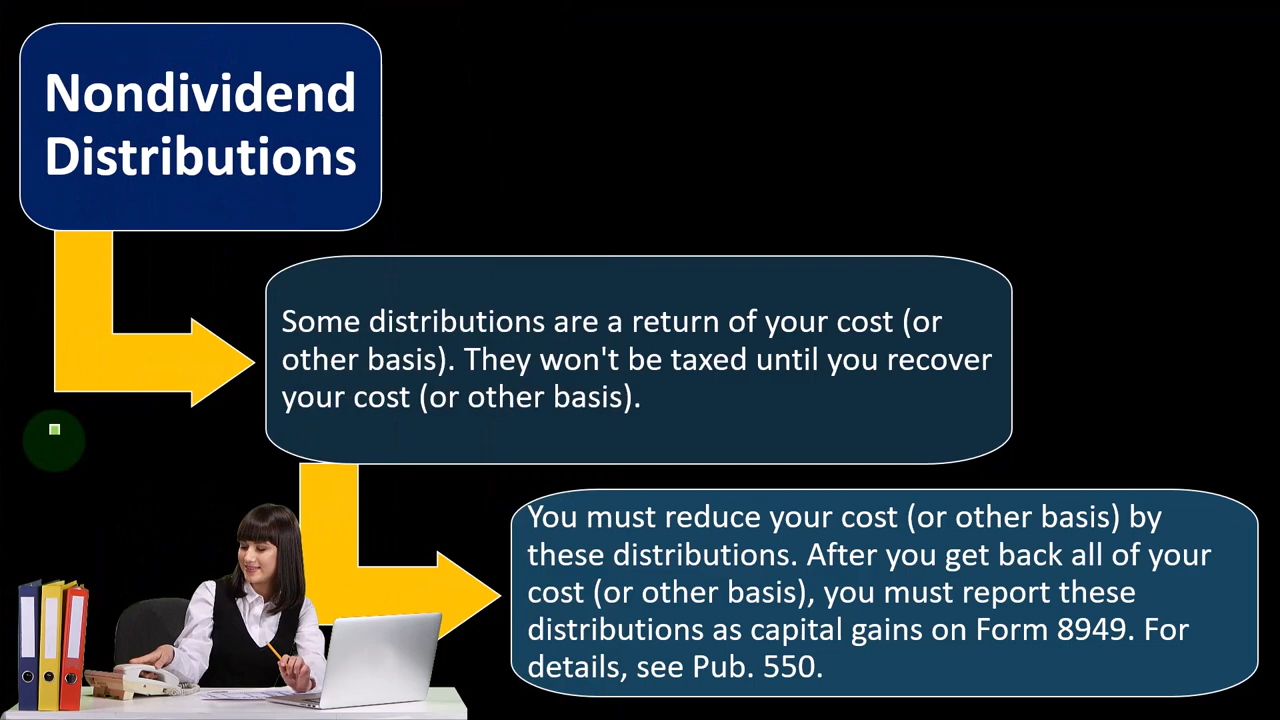 Nondividend
Distributions
Some distributions are a return of your cost (or
other basis). They won't be taxed until you recover
your cost (or other basis).
You must reduce your cost (or other basis) by
these distributions. After you get back all of your
cost (or other basis), you must report these
distributions as capital gains on Form 8949. For
details, see Pub. 550.